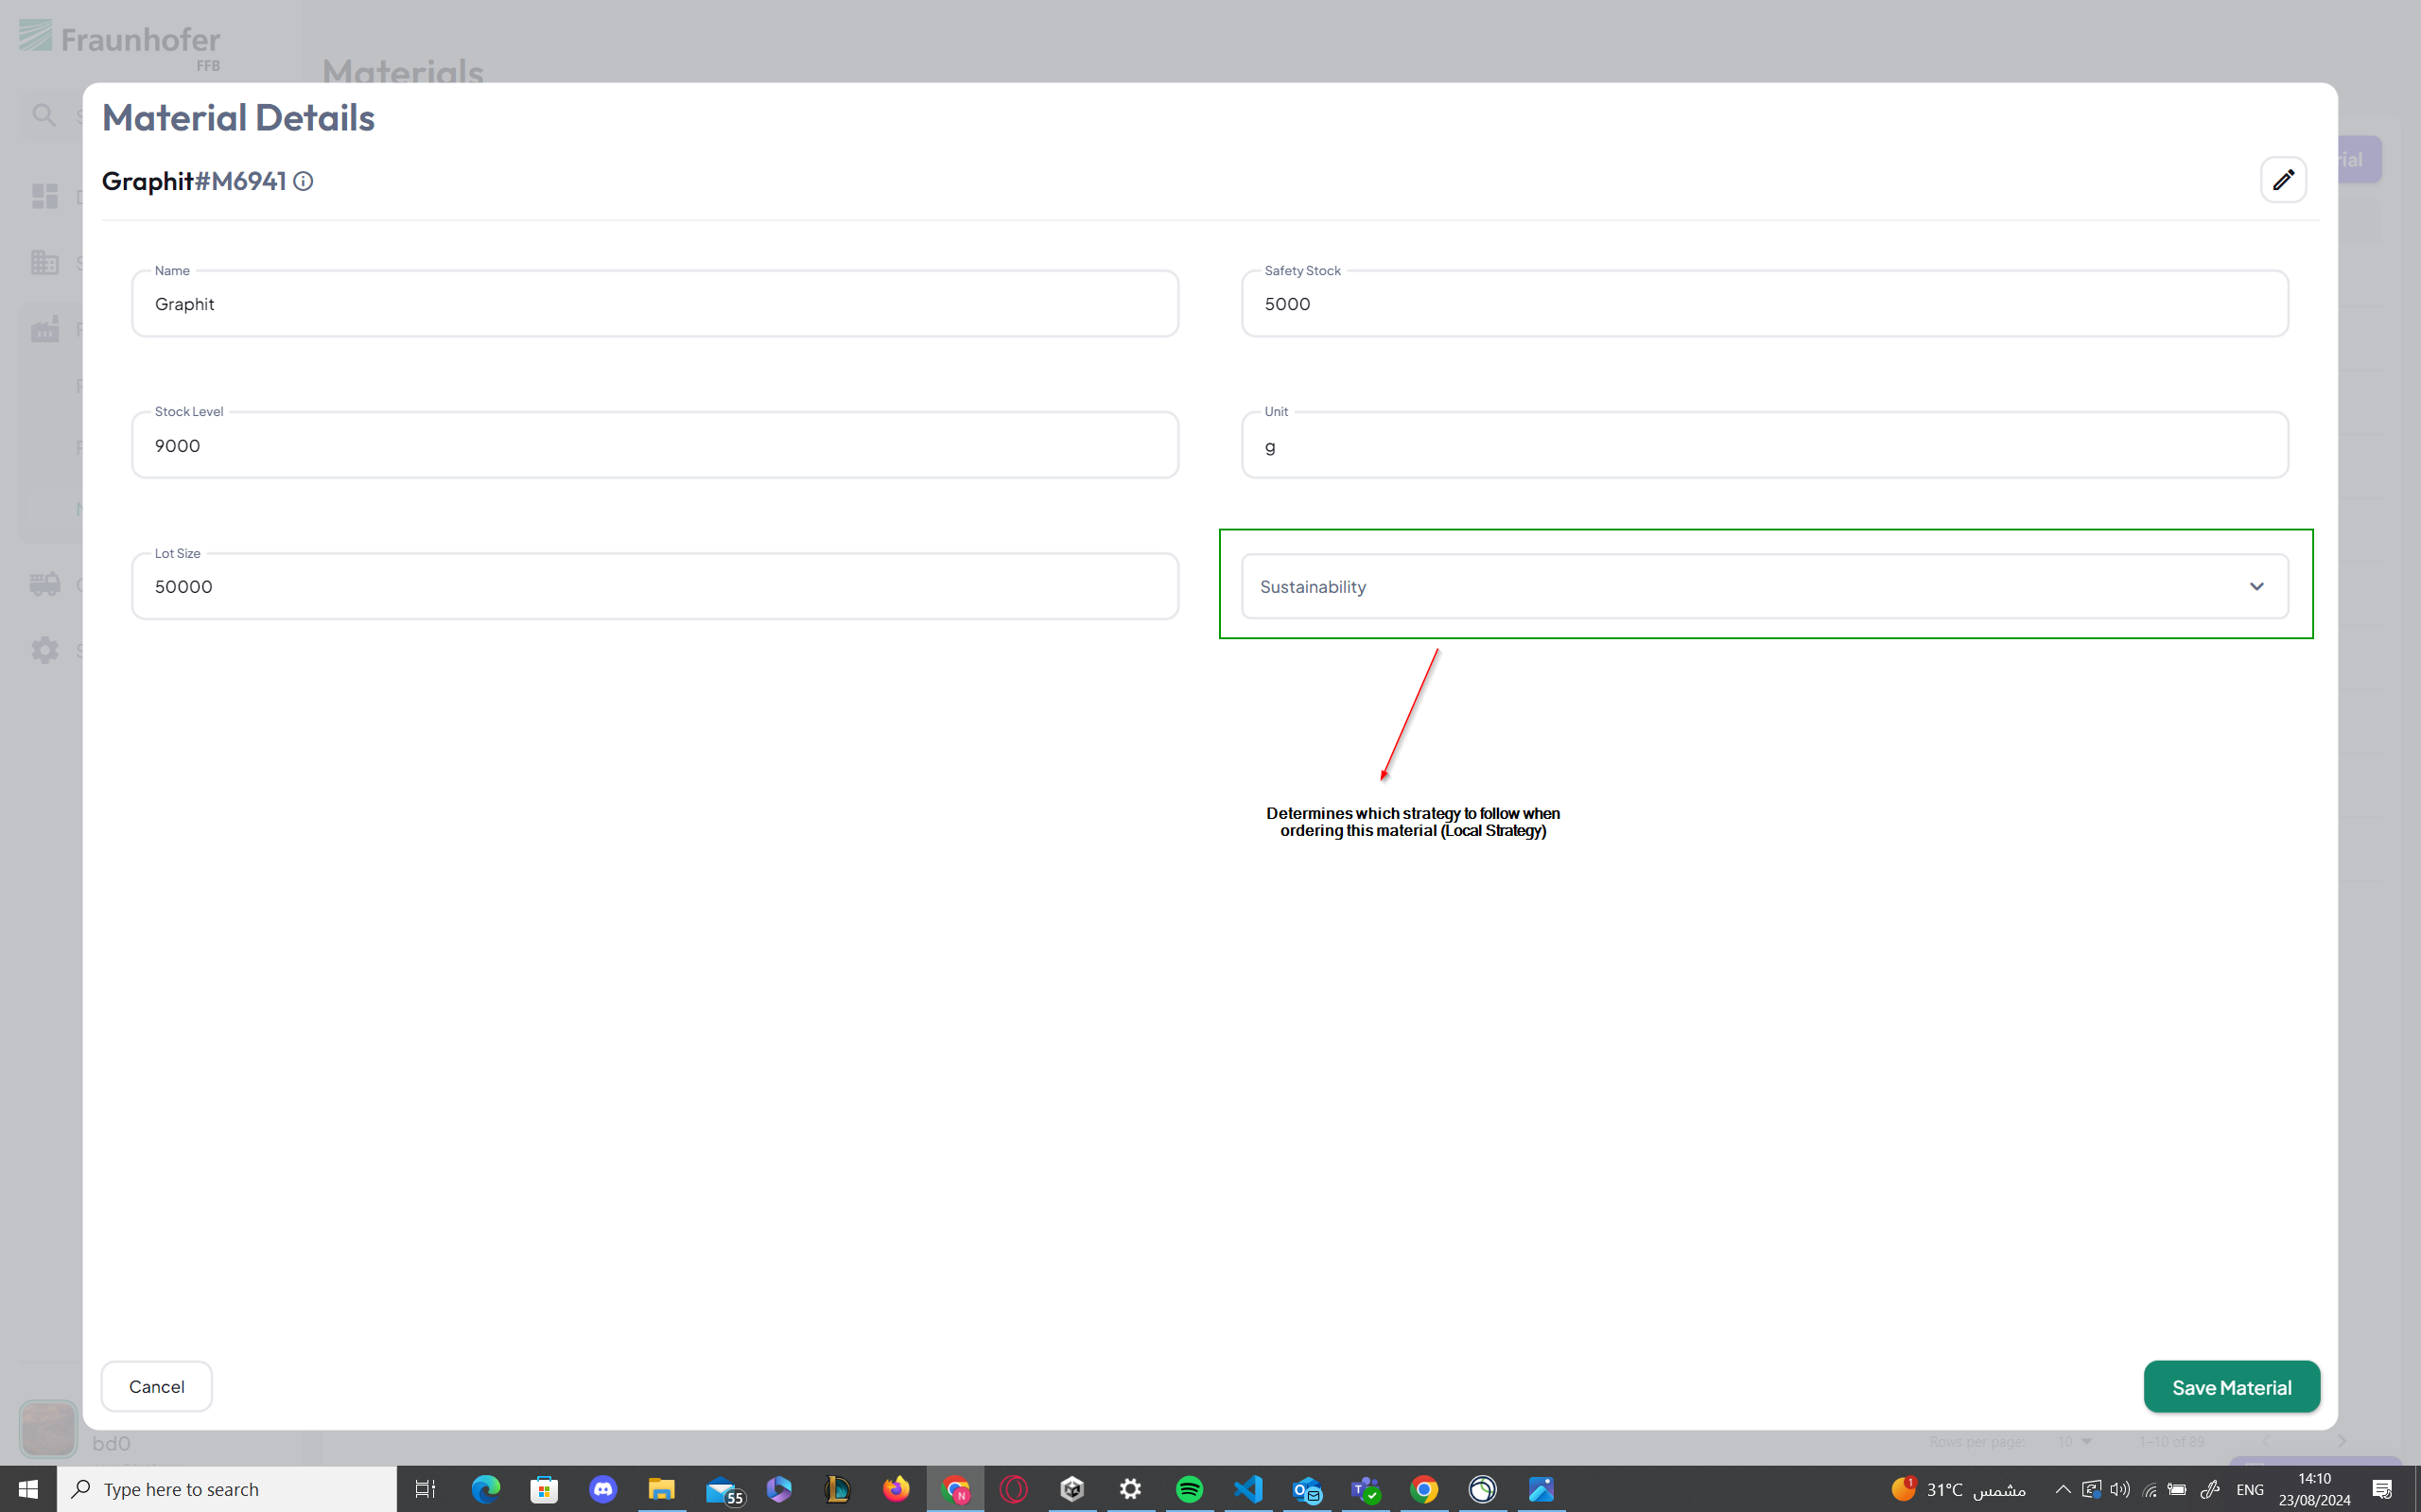 Fraunhofer
FFB
Materials
Material Details
Graphit#M6941
rial
Name
Graphit
Safety Stock
5000
Stock Level
9000
Unit
g
Lot Size
50000
Sustainability
Determines which strategy to follow when
ordering this material (Local Strategy)
Cancel
Save Material
bd0
Rows per page:
10
1–10 of 89
Type here to search
55
N
1
31°C مشمس
ENG
14:10
23/08/2024